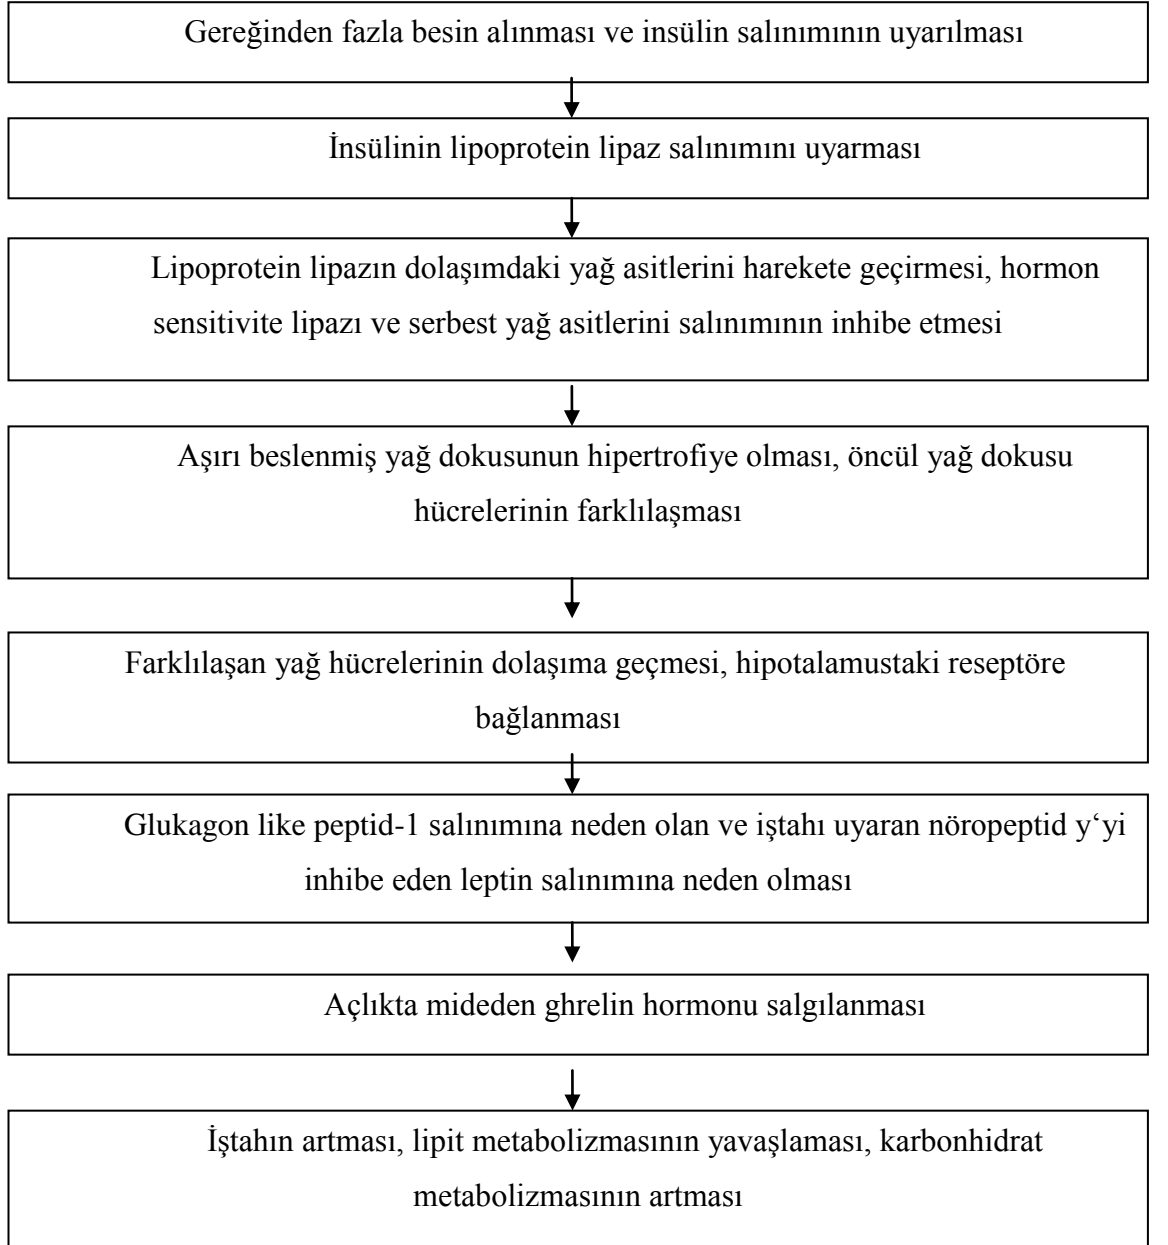 Gereğinden fazla besin alınması ve insülin salınımının uyarılması
İnsülinin lipoprotein lipaz salınımını uyarması
Lipoprotein lipazın dolaşımdaki yağ asitlerini harekete geçirmesi, hormon
sensitivite lipazı ve serbest yağ asitlerini salınımının inhibe etmesi
Aşırı beslenmiş yağ dokusunun hipertrofiye olması, öncül yağ dokusu
hücrelerinin farklılaşması
Farklılaşan yağ hücrelerinin dolaşıma geçmesi, hipotalamustaki reseptöre
bağlanması
Glukagon like peptid-1 salınımına neden olan ve iştahı uyaran nöropeptid y‘yi
inhibe eden leptin salınımına neden olması
Açlıkta mideden ghrelin hormonu salgılanması
İştahın artması, lipit metabolizmasının yavaşlaması, karbonhidrat
metabolizmasının artması